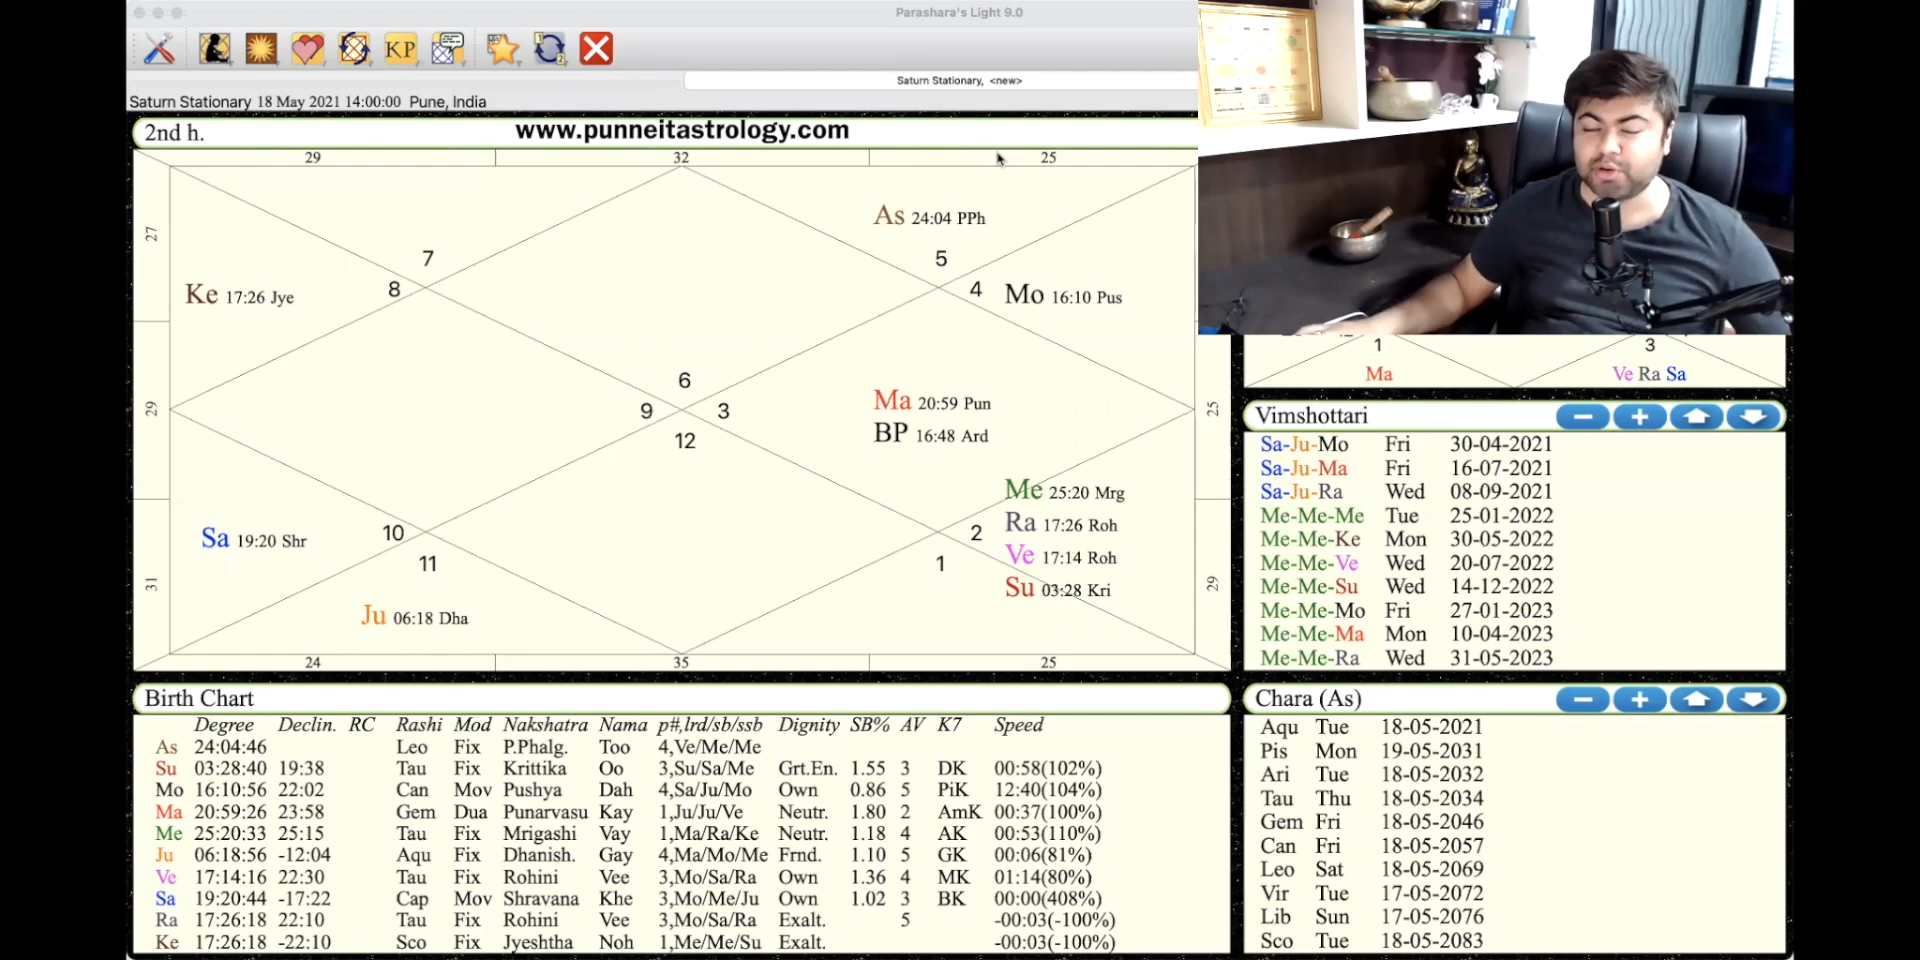 Parashara's Light 9.0
KP
Saturn Stationary, <new>
Saturn Stationary 18 May 2021 14:00:00 Pune, India
2nd h.
www.punneitastrology.com
29 32 25
27
As 24:04 PPh
7 5
Ke 17:26 Jye 8 4 Mo 16:10 Pus
1 3
Ma Ve Ra Sa
6
Ma 20:59 Pun
29 9 3 25
BP 16:48 Ard
12
Me 25:20 Mrg
Ra 17:26 Roh
Sa 19:20 Shr 10 2
Ve 17:14 Roh
11 1
31 Su 03:28 Kri 29
Ju 06:18 Dha
24 35 25
Vimshottari
Sa-Ju-Mo Fri 30-04-2021
Sa-Ju-Ma Fri 16-07-2021
Sa-Ju-Ra Wed 08-09-2021
Me-Me-Me Tue 25-01-2022
Me-Me-Ke Mon 30-05-2022
Me-Me-Ve Wed 20-07-2022
Me-Me-Su Wed 14-12-2022
Me-Me-Mo Fri 27-01-2023
Me-Me-Ma Mon 10-04-2023
Me-Me-Ra Wed 31-05-2023
Birth Chart
Degree Declin. RC Rashi Mod Nakshatra Nama p#,lrd/sb/ssb Dignity SB% AV K7 Speed
As 24:04:46 Leo Fix P.Phalg. Too 4,Ve/Me/Me
Su 03:28:40 19:38 Tau Fix Krittika Oo 3,Su/Sa/Me Grt.En. 1.55 3 DK 00:58(102%)
Mo 16:10:56 22:02 Can Mov Pushya Dah 4,Sa/Ju/Mo Own 0.86 5 PiK 12:40(104%)
Ma 20:59:26 23:58 Gem Dua Punarvasu Kay 1,Ju/Ju/Ve Neutr. 1.80 2 AmK 00:37(100%)
Me 25:20:33 25:15 Tau Fix Mrigashi Vay 1,Ma/Ra/Ke Neutr. 1.18 4 AK 00:53(110%)
Ju 06:18:56 -12:04 Aqu Fix Dhanish. Gay 4,Ma/Mo/Me Frnd. 1.10 5 GK 00:06(81%)
Ve 17:14:16 22:30 Tau Fix Rohini Vee 3,Mo/Sa/Ra Own 1.36 4 MK 01:14(80%)
Sa 19:20:44 -17:22 Cap Mov Shravana Khe 3,Mo/Me/Ju Own 1.02 3 BK 00:00(408%)
Ra 17:26:18 22:10 Tau Fix Rohini Vee 3,Mo/Sa/Ra Exalt. 5 -00:03(-100%)
Ke 17:26:18 -22:10 Sco Fix Jyeshtha Noh 1,Me/Me/Su Exalt. -00:03(-100%)
Chara (As)
Aqu Tue 18-05-2021
Pis Mon 19-05-2031
Ari Tue 18-05-2032
Tau Thu 18-05-2034
Gem Fri 18-05-2046
Can Fri 18-05-2057
Leo Sat 18-05-2069
Vir Tue 17-05-2072
Lib Sun 17-05-2076
Sco Tue 18-05-2083